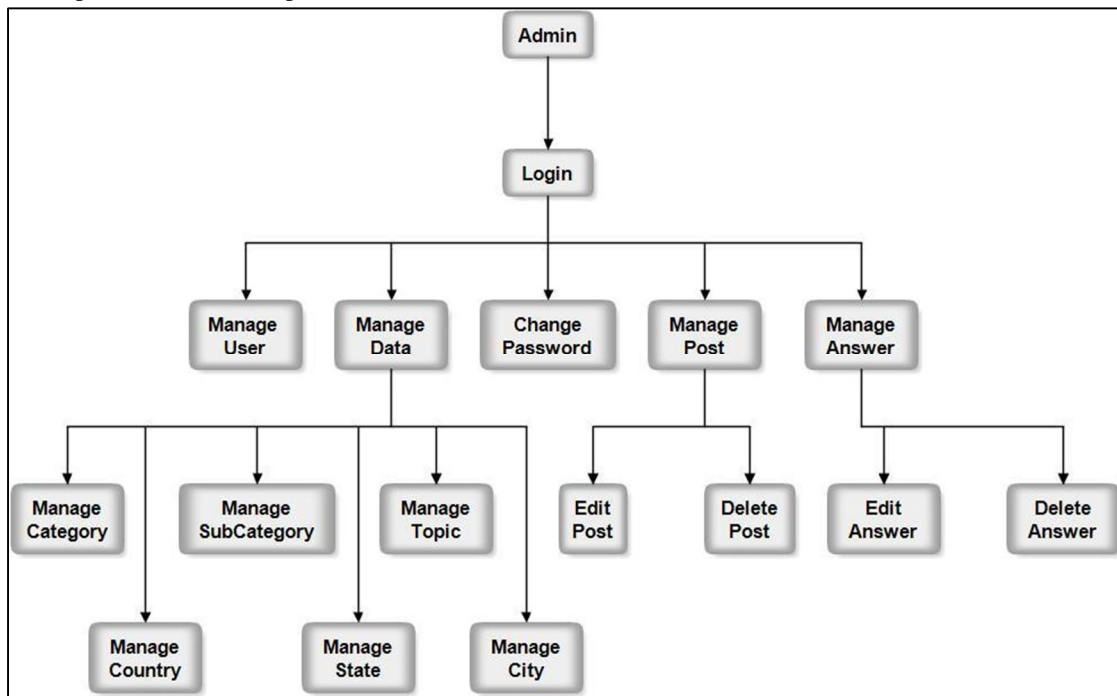 Admin
Login
Manage
User
Manage
Data
Change
Password
Manage
Post
Manage
Answer
Manage
Category
Manage
SubCategory
Manage
Topic
Edit
Post
Delete
Post
Edit
Answer
Delete
Answer
Manage
Country
Manage
State
Manage
City